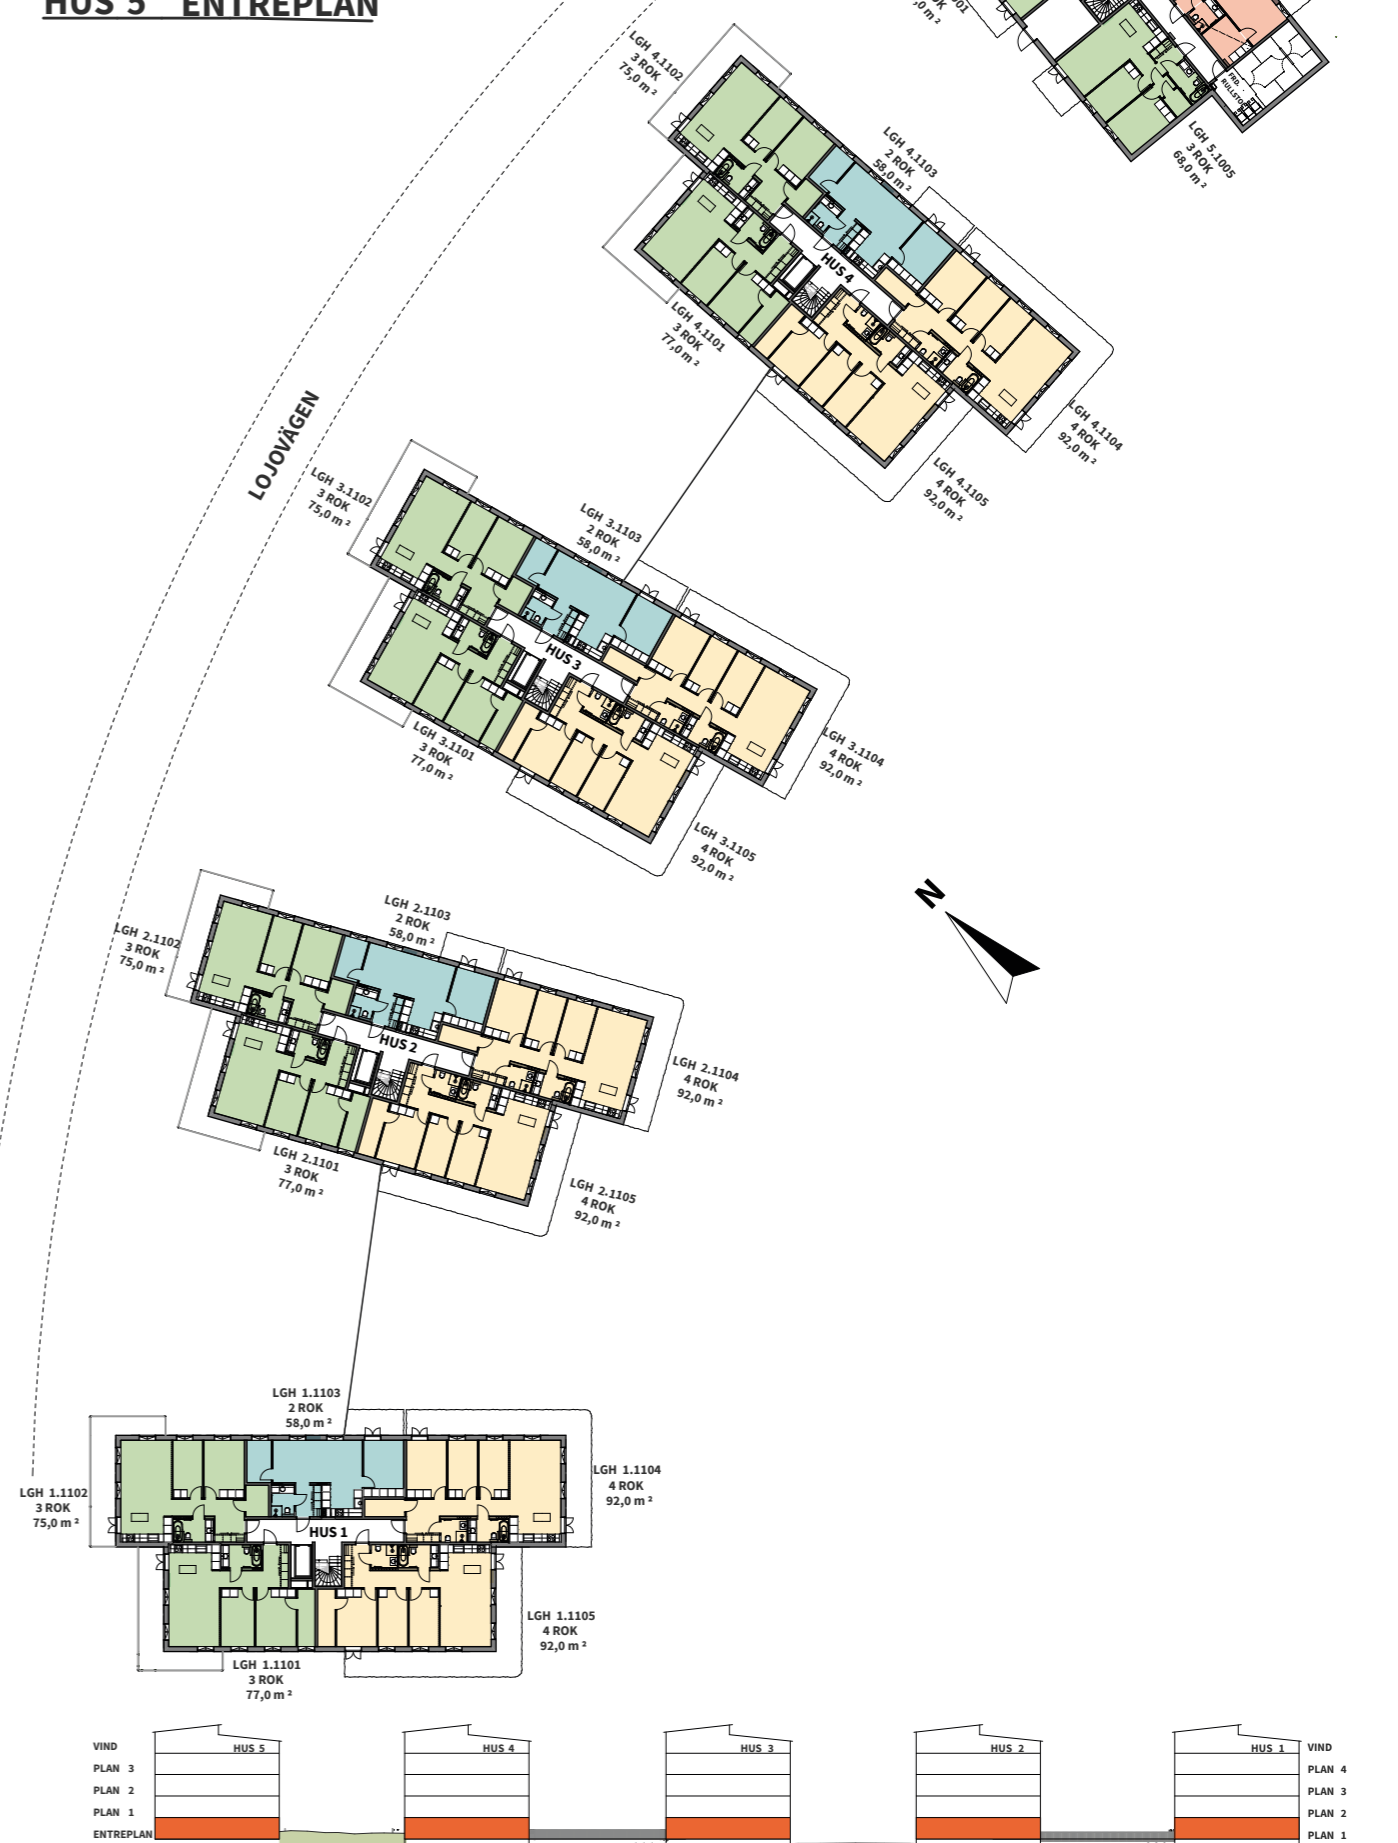 HUS 5 ENTREPLAN
LGH 4.1102
3 ROK
75,0 m²
LGH 4.1103
2 ROK
58,0 m²
FRD.
LGH 5.1005
3 ROK
68,0 m²
HUS 4
LGH 4.1101
3 ROK
77,0 m²
LGH 4.1104
4 ROK
92,0 m²
LGH 4.1105
4 ROK
92,0 m²
LOJOVÄGEN
LGH 3.1102
3 ROK
75,0 m²
LGH 3.1103
2 ROK
58,0 m²
HUS 3
LGH 3.1101
3 ROK
77,0 m²
LGH 3.1104
4 ROK
92,0 m²
LGH 3.1105
4 ROK
92,0 m²
N
LGH 2.1102
3 ROK
75,0 m²
LGH 2.1103
2 ROK
58,0 m²
HUS 2
LGH 2.1104
4 ROK
92,0 m²
LGH 2.1101
3 ROK
77,0 m²
LGH 2.1105
4 ROK
92,0 m²
LGH 1.1103
2 ROK
58,0 m²
LGH 1.1102
3 ROK
75,0 m²
LGH 1.1104
4 ROK
92,0 m²
HUS 1
LGH 1.1105
4 ROK
92,0 m²
LGH 1.1101
3 ROK
77,0 m²
VIND HUS 5 HUS 4 HUS 3 HUS 2 HUS 1 VIND
PLAN 3 PLAN 4
PLAN 2 PLAN 3
PLAN 1 PLAN 2
ENTREPLAN PLAN 1